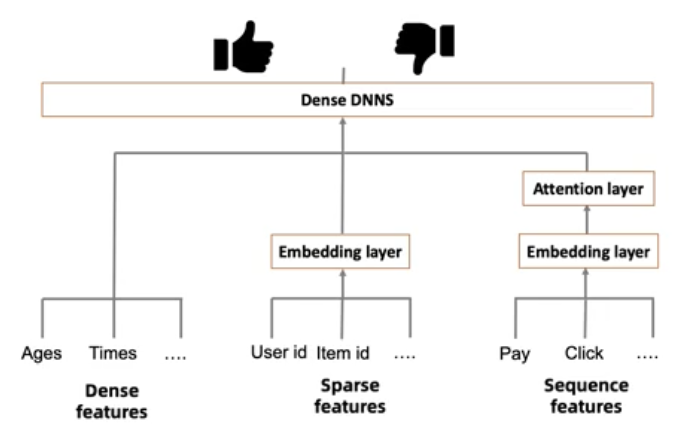 Dense DNNS
Attention layer
Embedding layer
Embedding layer
Ages Times ....
User id Item id ....
Pay Click ....
Dense
features
Sparse
features
Sequence
features